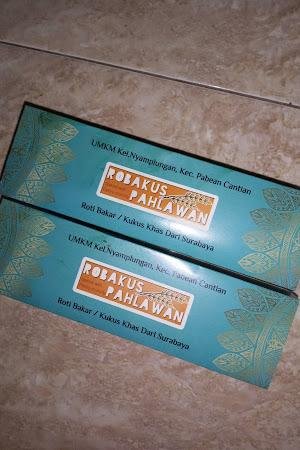 UMKM Kel,Nyamplungan, Kec. Pabean Cantian
ROBAKUS
PAHLAWAN
Roti Bakar / Kukus Khas Dari Surabaya
UMKM Kel,Nyamplungan, Kec. Pabean Cantian
ROBAKUS
PAHLAWAN
Roti Bakar / Kukus Khas Dari Surabaya